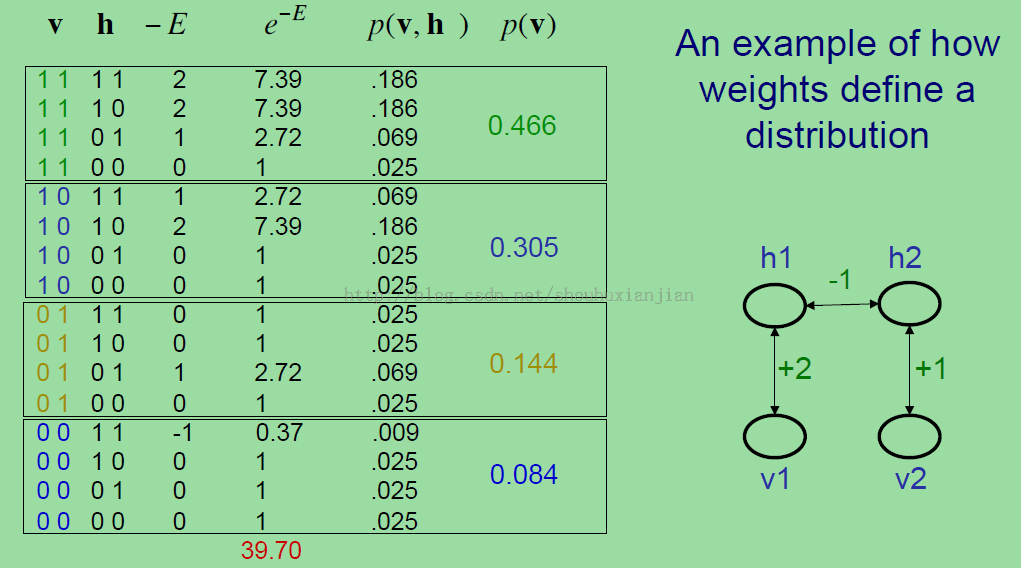 v h – E e^{-E} p(v, h ) p(v)
An example of how
weights define a
distribution
1 1 1 1 2 7.39 .186
1 1 1 0 2 7.39 .186
1 1 0 1 1 2.72 .069
1 1 0 0 0 1 .025
0.466
1 0 1 1 1 2.72 .069
1 0 1 0 2 7.39 .186
1 0 0 1 0 1 .025
1 0 0 0 0 1 .025
0.305
http://blog.csdn.net/shouhuxianjian
0 1 1 1 0 1 .025
0 1 1 0 0 1 .025
0 1 0 1 1 2.72 .069
0 1 0 0 0 1 .025
0.144
0 0 1 1 -1 0.37 .009
0 0 1 0 0 1 .025
0 0 0 1 0 1 .025
0 0 0 0 0 1 .025
0.084
39.70
h1 h2
-1
+2 +1
v1 v2